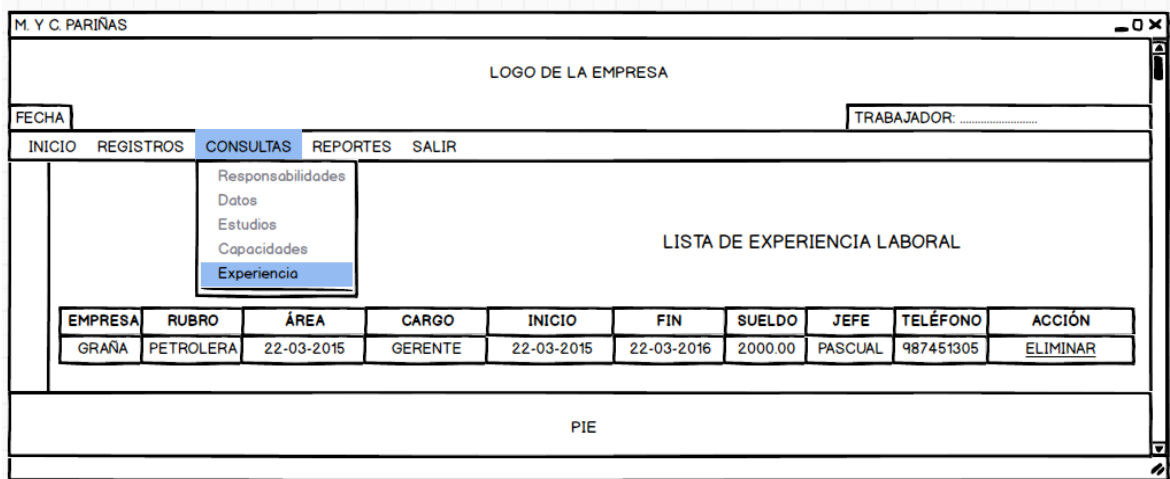 M. Y C. PARIÑAS
LOGO DE LA EMPRESA
FECHA
TRABAJADOR: ...........................
INICIO REGISTROS CONSULTAS REPORTES SALIR
Responsabilidades
Datos
Estudios
Capacidades
Experiencia
LISTA DE EXPERIENCIA LABORAL
EMPRESA RUBRO ÁREA CARGO INICIO FIN SUELDO JEFE TELÉFONO ACCIÓN
GRAÑA PETROLERA 22-03-2015 GERENTE 22-03-2015 22-03-2016 2000.00 PASCUAL 987451305 ELIMINAR
PIE